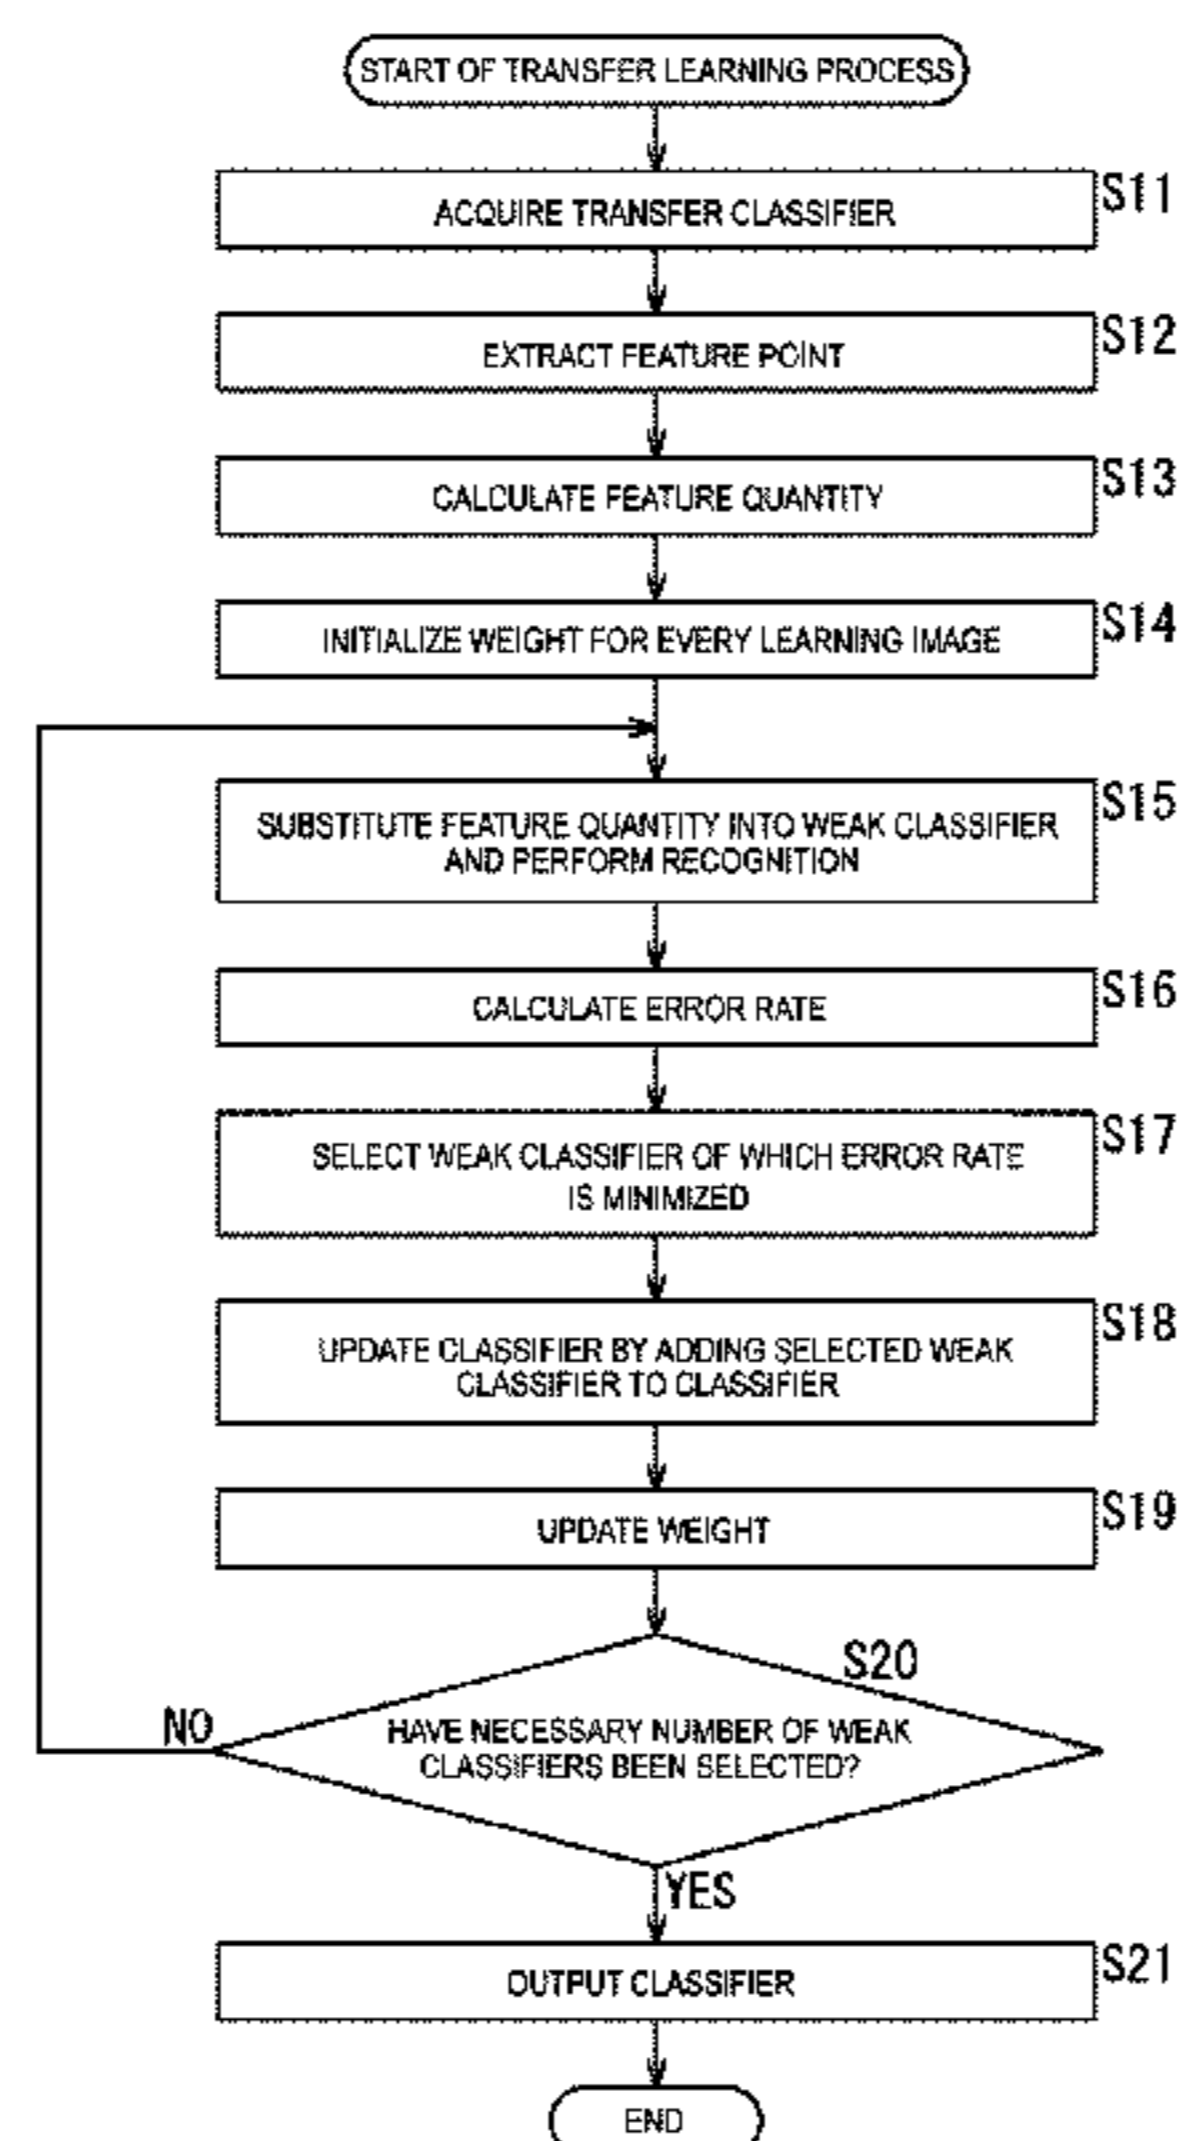 START OF TRANSFER LEARNING PROCESS
S11
ACQUIRE TRANSFER CLASSIFIER
S12
EXTRACT FEATURE POINT
S13
CALCULATE FEATURE QUANTITY
S14
INITIALIZE WEIGHT FOR EVERY LEARNING IMAGE
S15
SUBSTITUTE FEATURE QUANTITY INTO WEAK CLASSIFIER
AND PERFORM RECOGNITION
S16
CALCULATE ERROR RATE
S17
SELECT WEAK CLASSIFIER OF WHICH ERROR RATE
IS MINIMIZED
S18
UPDATE CLASSIFIER BY ADDING SELECTED WEAK
CLASSIFIER TO CLASSIFIER
S19
UPDATE WEIGHT
S20
NO
HAVE NECESSARY NUMBER OF WEAK
CLASSIFIERS BEEN SELECTED?
YES
S21
OUTPUT CLASSIFIER
END